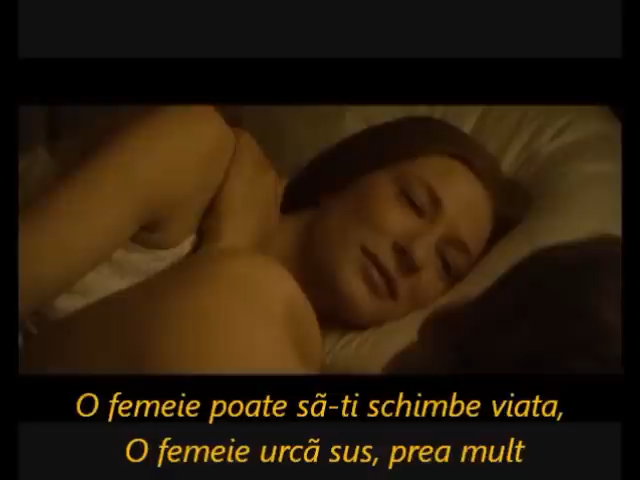 O femeie poate sã-ti schimbe viata,
O femeie urcã sus, prea mult